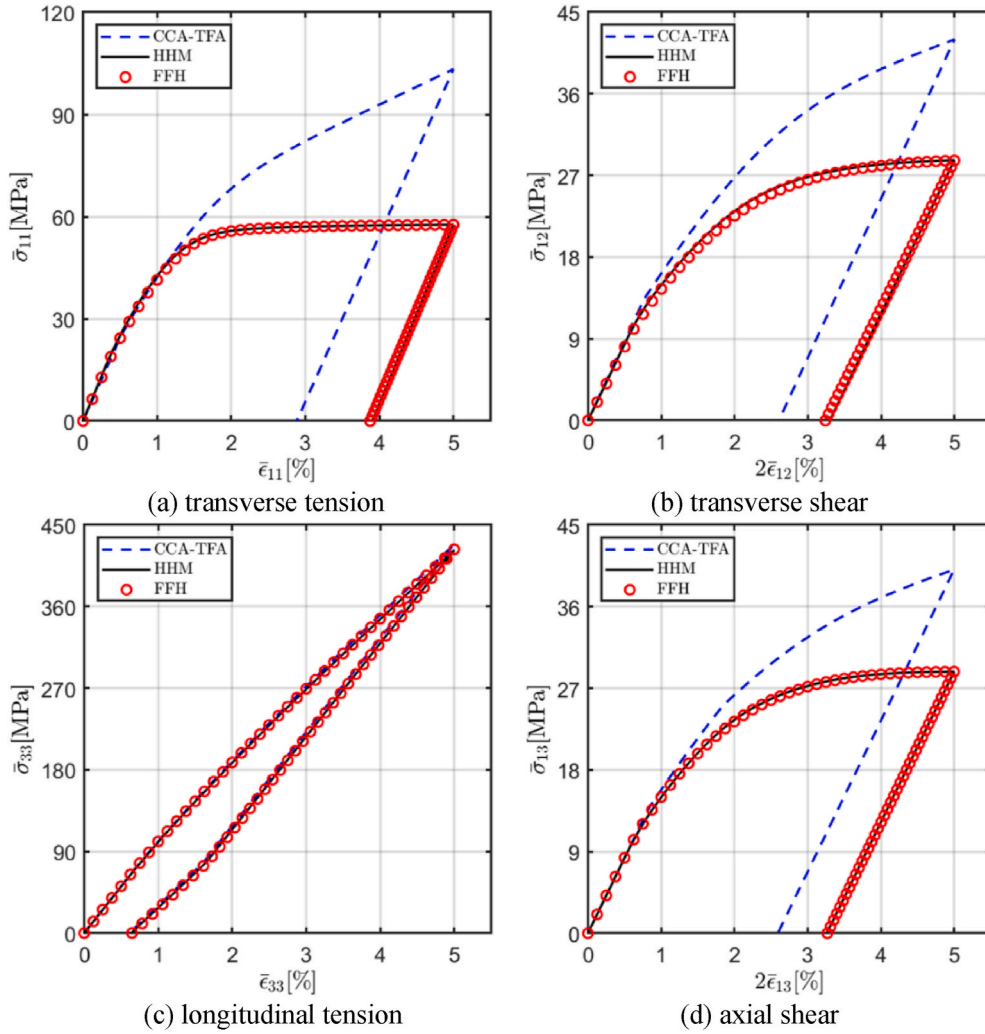 120
90
60
30
0
σ̄₁₁[MPa]
CCA-TFA
HHM
FFH
0 1 2 3 4 5
ε̄₁₁[%]
(a) transverse tension
45
36
27
18
9
0
σ̄₁₂[MPa]
CCA-TFA
HHM
FFH
0 1 2 3 4 5
2ε̄₁₂[%]
(b) transverse shear
450
360
270
180
90
0
σ̄₃₃[MPa]
CCA-TFA
HHM
FFH
0 1 2 3 4 5
ε̄₃₃[%]
(c) longitudinal tension
45
36
27
18
9
0
σ̄₁₃[MPa]
CCA-TFA
HHM
FFH
0 1 2 3 4 5
2ε̄₁₃[%]
(d) axial shear